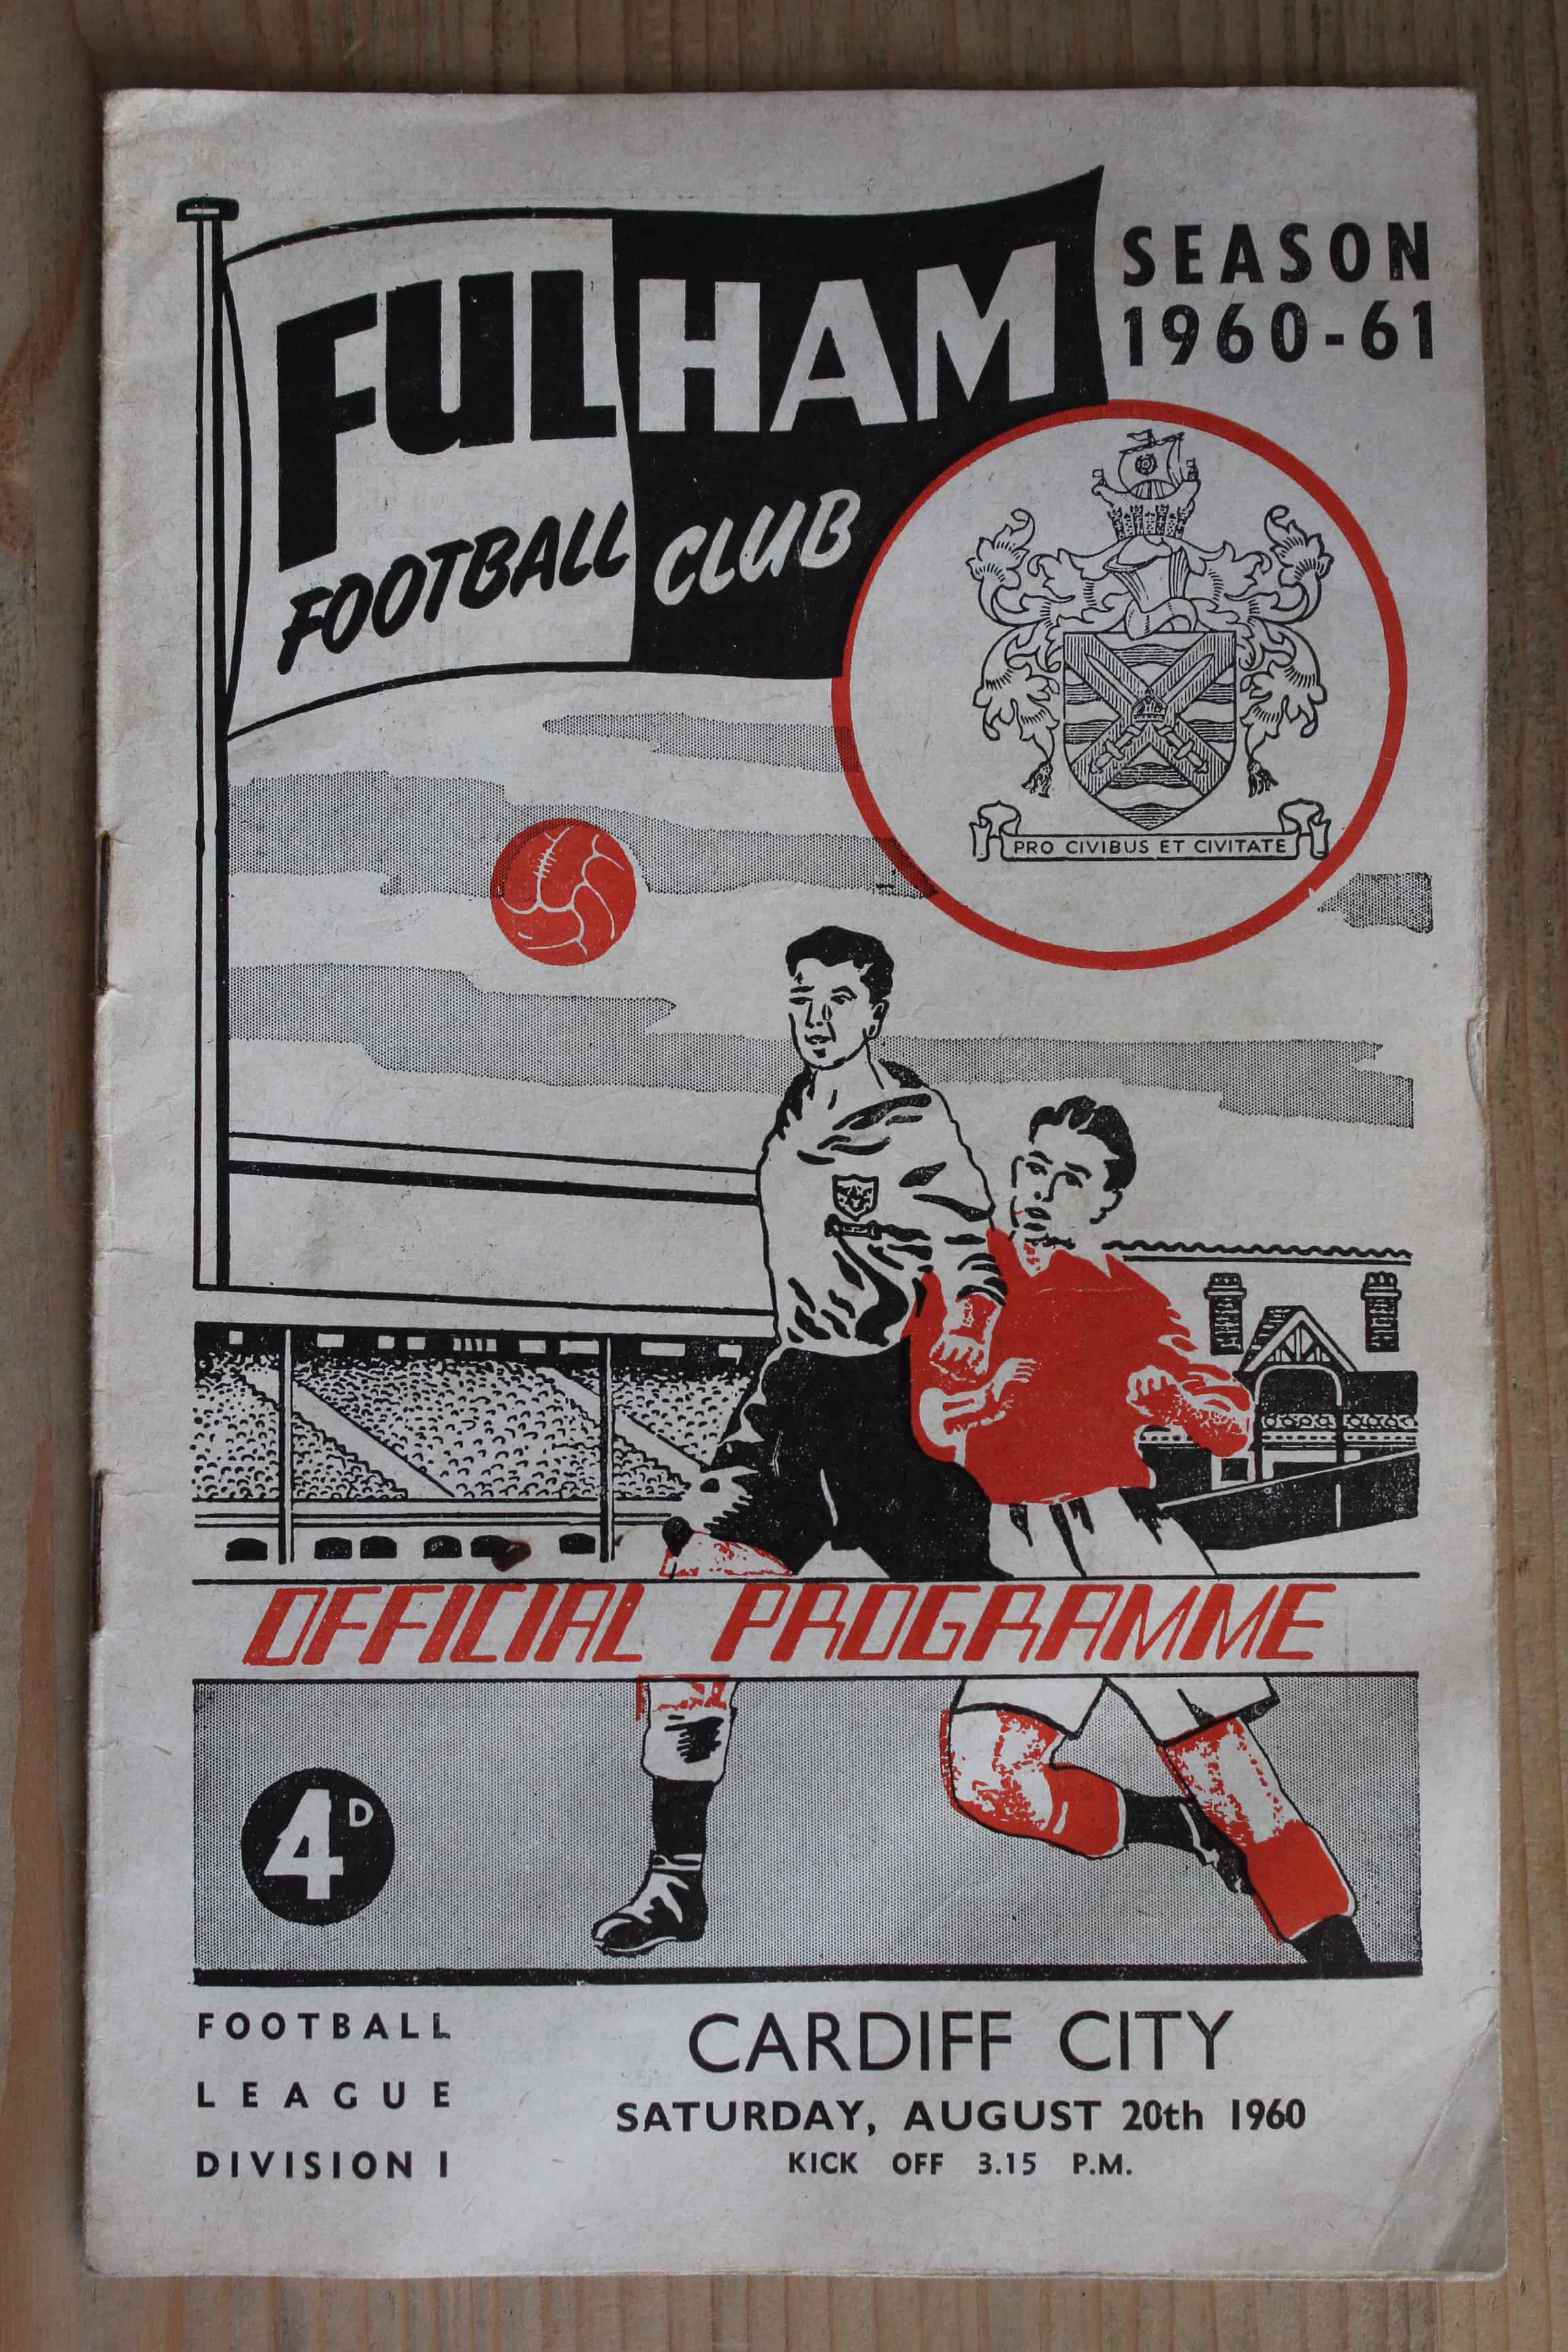 FULHAM
FOOTBALL CLUB
SEASON
1960-61
PRO CIVIBUS ET CIVITATE
OFFICIAL PROGRAMME
4D
FOOTBALL
LEAGUE
DIVISION I
CARDIFF CITY
SATURDAY, AUGUST 20th 1960
KICK OFF 3.15 P.M.